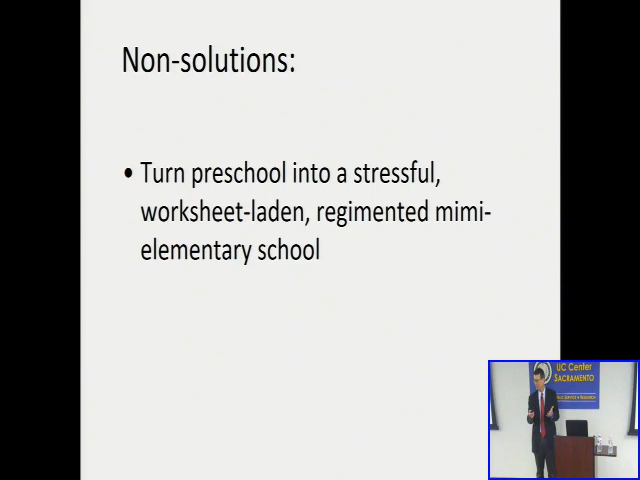 Non-solutions:
• Turn preschool into a stressful,
worksheet-laden, regimented mimi-
elementary school
UC Center
SACRAMENTO